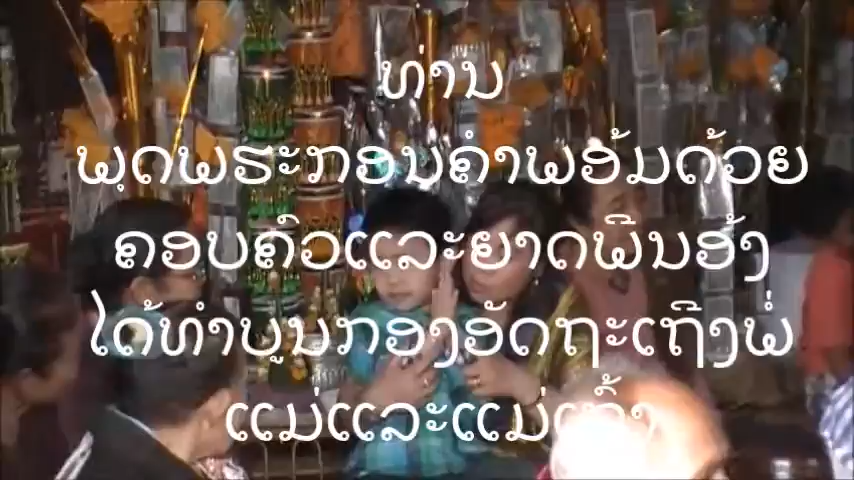 ທ່ານ
ພຸດພຣະກອນຄຳພອ້ມດ້ວຍ
ຄອບຄົວແລະຍາດພີ່ນອ້ງ
ໄດ້ທຳບູນກອງອັດຖະເຖີງພໍ່
ແມ່ແລະແມ່